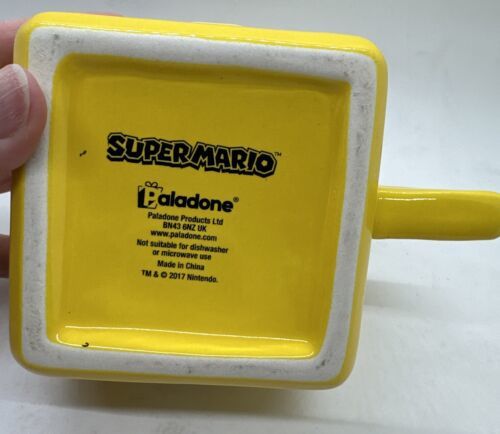 SUPER MARIO™
Paladone®
Paladone Products Ltd
BN43 6NZ UK
www.paladone.com
Not suitable for dishwasher
or microwave use
Made in China
TM & © 2017 Nintendo.